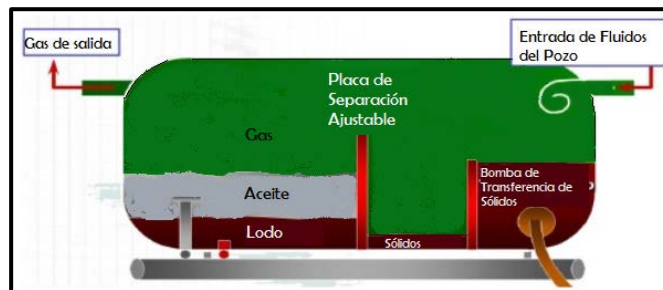 Gas de salida
Entrada de Fluidos
del Pozo
Placa de
Separación
Ajustable
Gas
Aceite
Lodo
Sólidos
Bomba de
Transferencia de
Sólidos